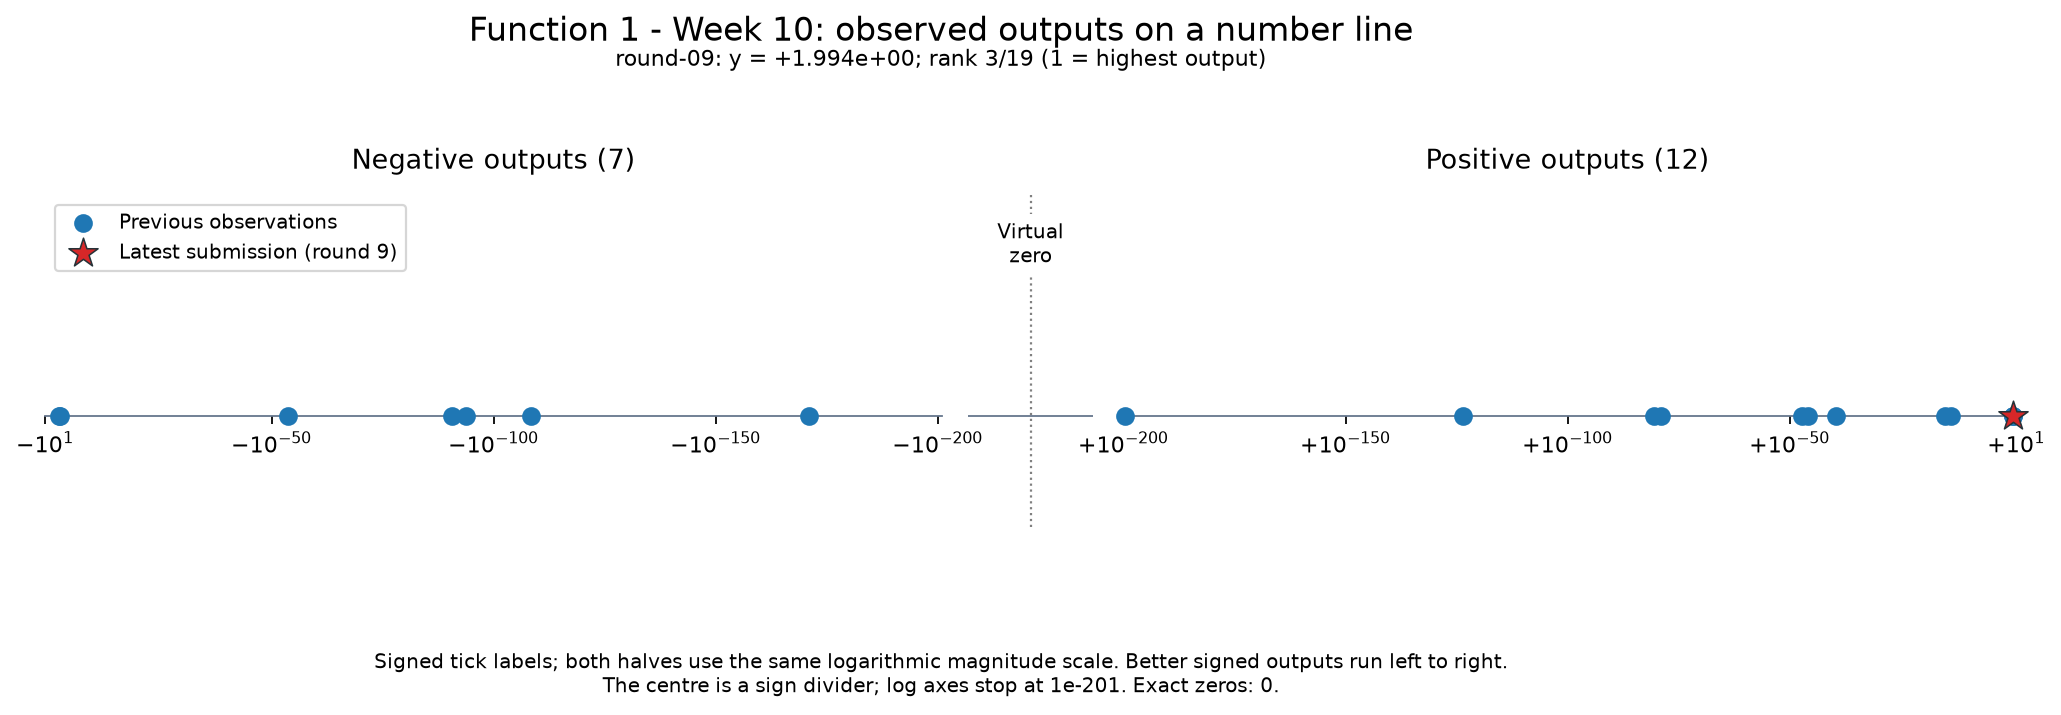 Function 1 - Week 10: observed outputs on a number line
round-09: y = +1.994e+00; rank 3/19 (1 = highest output)
Negative outputs (7)
Positive outputs (12)
Previous observations
Latest submission (round 9)
Virtual
zero
−10¹
−10⁻⁵⁰
−10⁻¹⁰⁰
−10⁻¹⁵⁰
−10⁻²⁰⁰
+10⁻²⁰⁰
+10⁻¹⁵⁰
+10⁻¹⁰⁰
+10⁻⁵⁰
+10¹
Signed tick labels; both halves use the same logarithmic magnitude scale. Better signed outputs run left to right.
The centre is a sign divider; log axes stop at 1e-201. Exact zeros: 0.